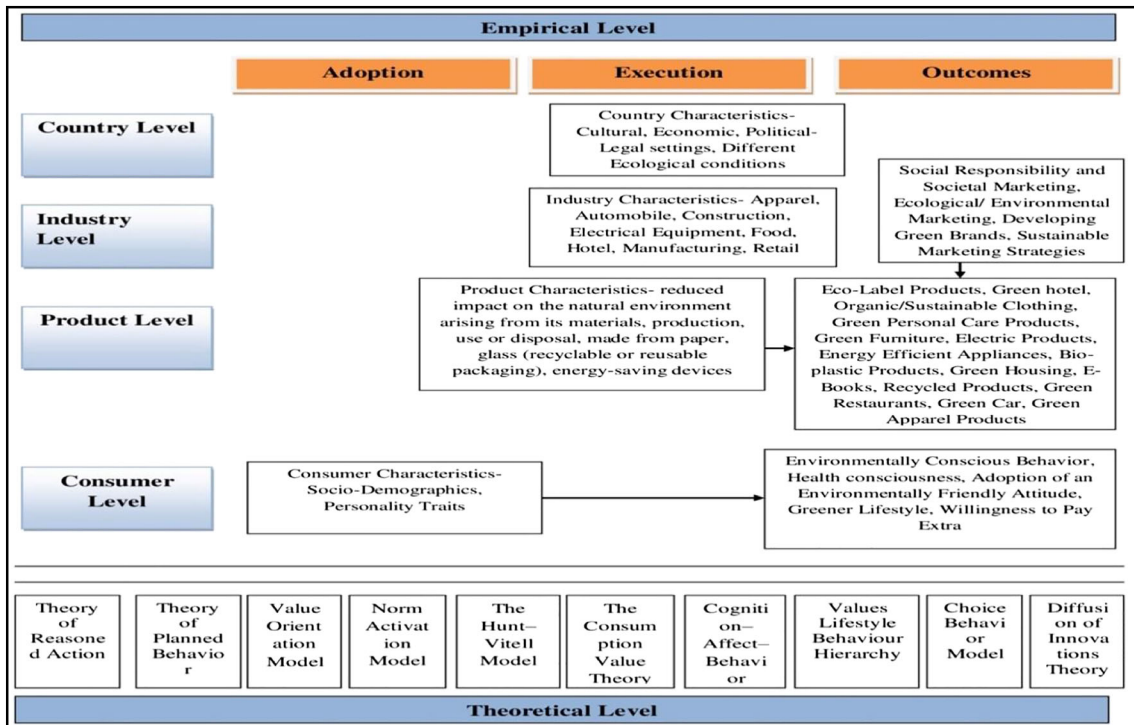 Empirical Level
Adoption
Execution
Outcomes
Country Level
Country Characteristics-
Cultural, Economic, Political-
Legal settings, Different
Ecological conditions
Social Responsibility and
Societal Marketing,
Ecological/ Environmental
Marketing, Developing
Green Brands, Sustainable
Marketing Strategies
Industry
Level
Industry Characteristics- Apparel,
Automobile, Construction,
Electrical Equipment, Food,
Hotel, Manufacturing, Retail
Product Level
Product Characteristics- reduced
impact on the natural environment
arising from its materials, production,
use or disposal, made from paper,
glass (recyclable or reusable
packaging), energy-saving devices
Eco-Label Products, Green hotel,
Organic/Sustainable Clothing,
Green Personal Care Products,
Green Furniture, Electric Products,
Energy Efficient Appliances, Bio-
plastic Products, Green Housing, E-
Books, Recycled Products, Green
Restaurants, Green Car, Green
Apparel Products
Consumer
Level
Consumer Characteristics-
Socio-Demographics,
Personality Traits
Environmentally Conscious Behavior,
Health consciousness, Adoption of an
Environmentally Friendly Attitude,
Greener Lifestyle, Willingness to Pay
Extra
Theory
of
Reasone
d Action
Theory
of
Planned
Behavio
r
Value
Orient
ation
Model
Norm
Activat
ion
Model
The
Hunt–
Vitell
Model
The
Consum
ption
Value
Theory
Cogniti
on–
Affect–
Behavi
or
Values
Lifestyle
Behaviour
Hierarchy
Choice
Behavi
or
Model
Diffusi
on of
Innova
tions
Theory
Theoretical Level